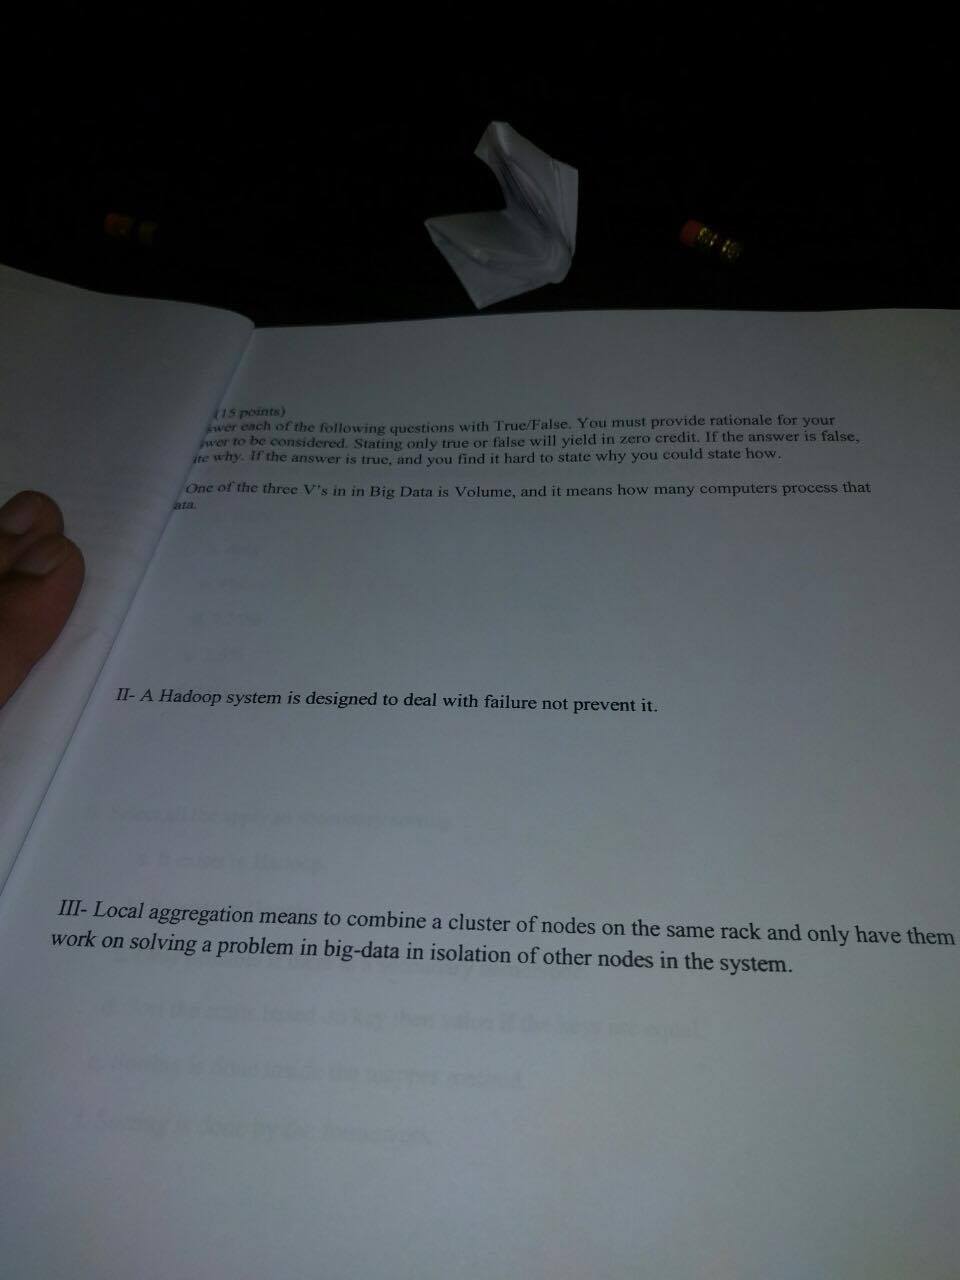 (15 points)
swer each of the following questions with True/False. You must provide rationale for your
wer to be considered. Stating only true or false will yield in zero credit. If the answer is false,
ite why. If the answer is true, and you find it hard to state why you could state how.
One of the three V's in in Big Data is Volume, and it means how many computers process that
ata.
II- A Hadoop system is designed to deal with failure not prevent it.
III- Local aggregation means to combine a cluster of nodes on the same rack and only have them
work on solving a problem in big-data in isolation of other nodes in the system.